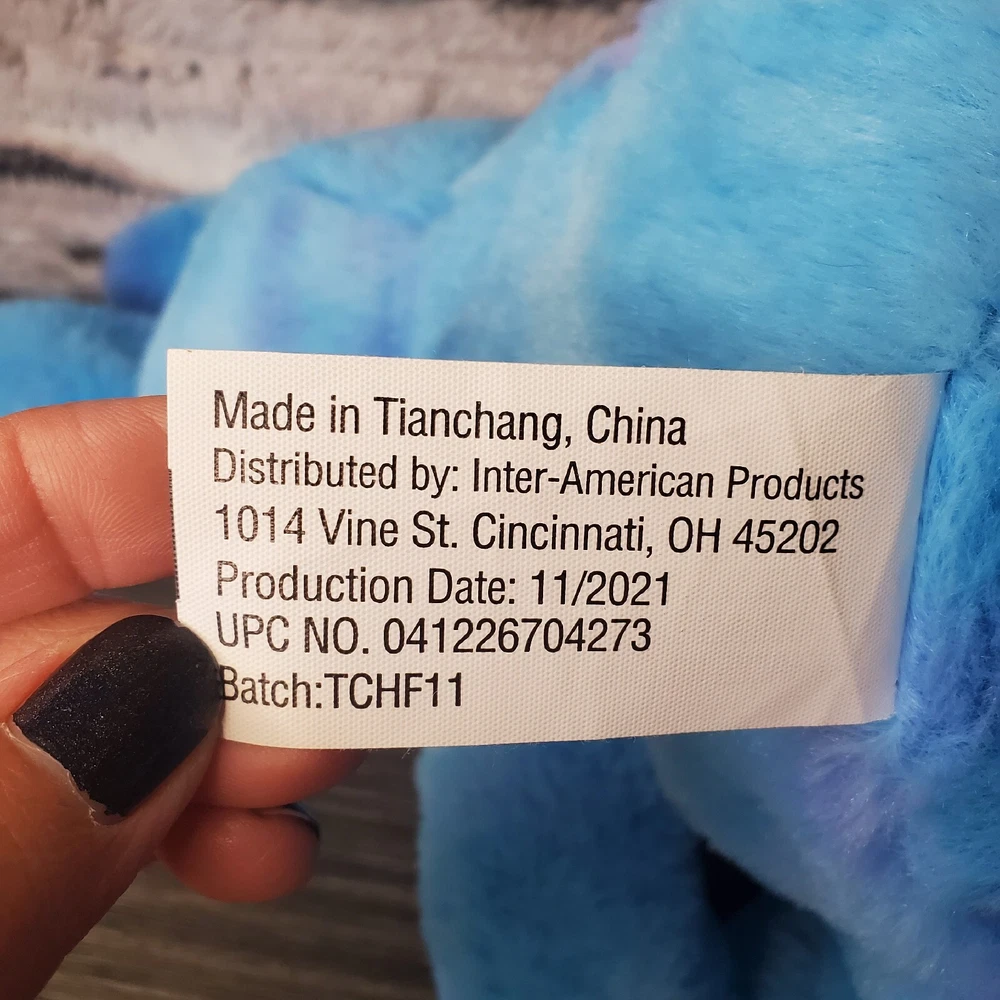 Made in Tianchang, China
Distributed by: Inter-American Products
1014 Vine St. Cincinnati, OH 45202
Production Date: 11/2021
UPC NO. 041226704273
Batch:TCHF11